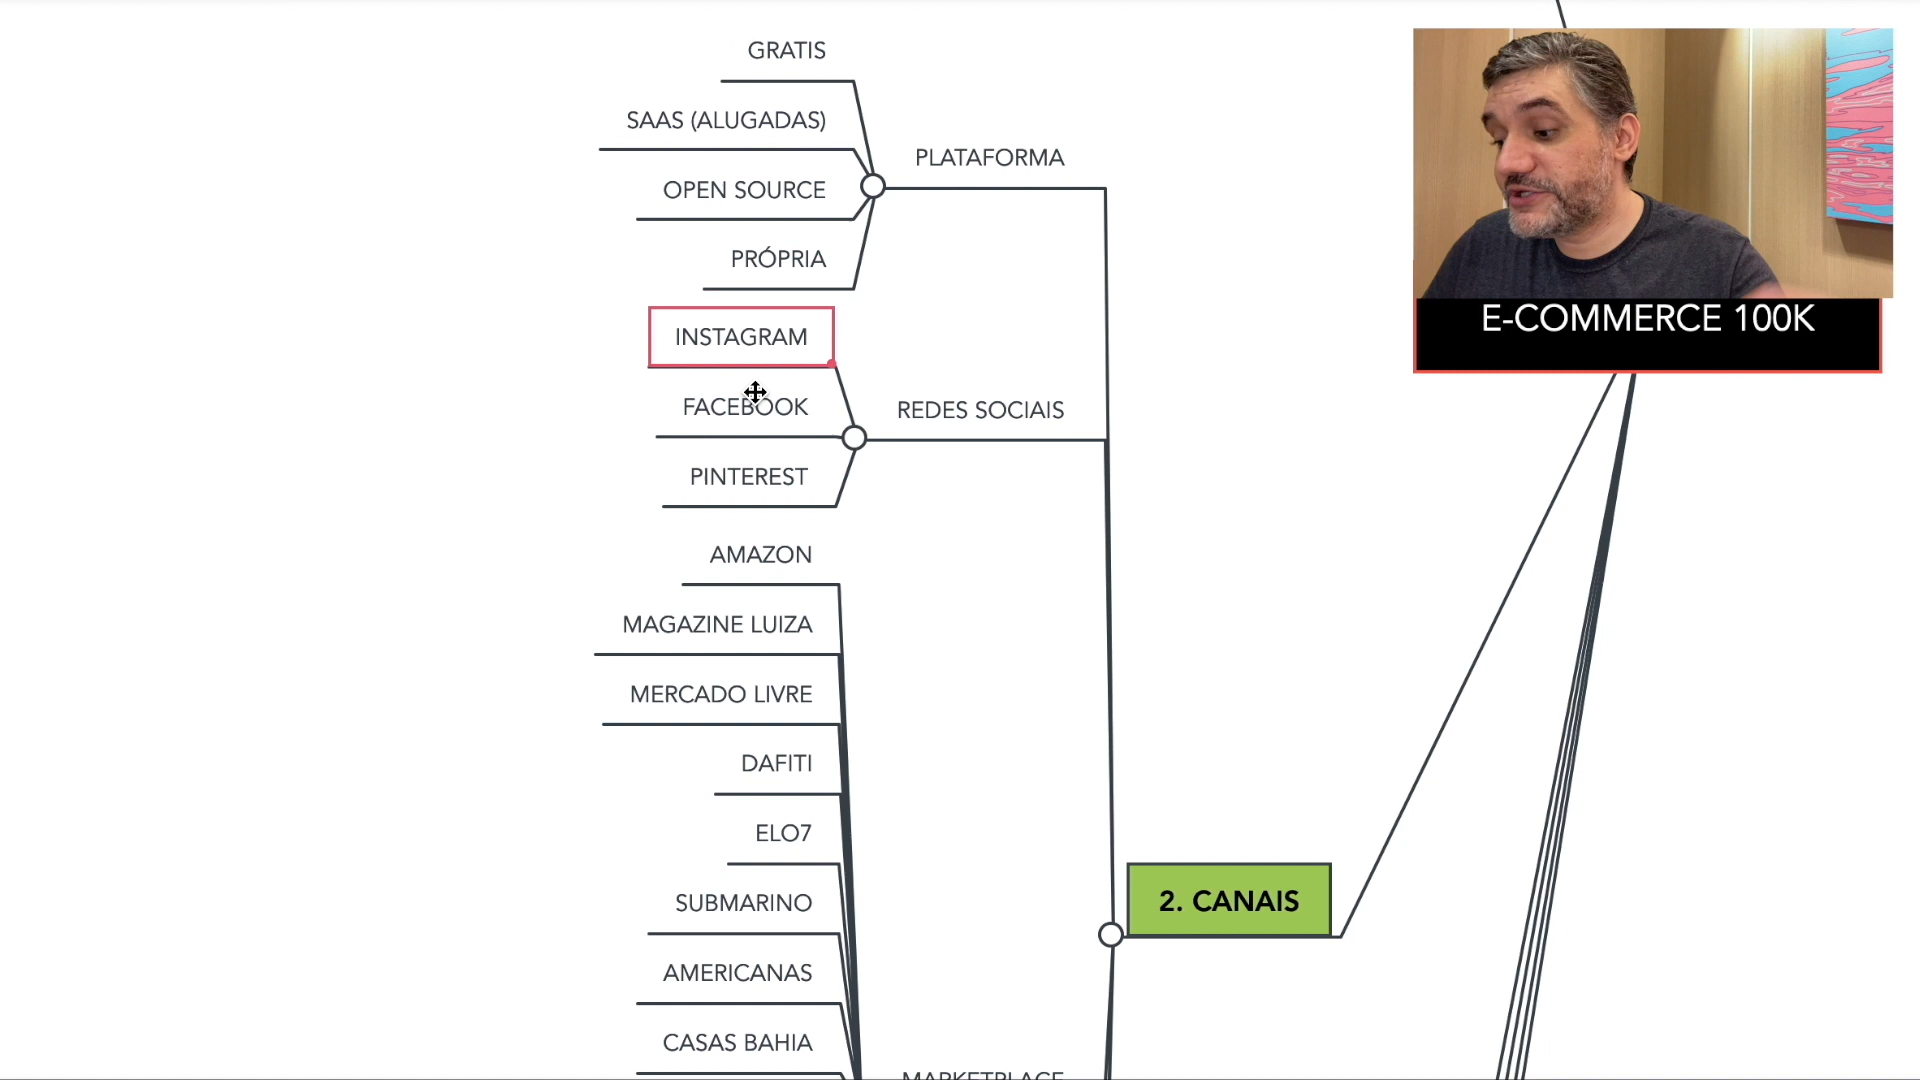 GRATIS
SAAS (ALUGADAS)
OPEN SOURCE
PRÓPRIA
PLATAFORMA
INSTAGRAM
FACEBOOK
PINTEREST
REDES SOCIAIS
AMAZON
MAGAZINE LUIZA
MERCADO LIVRE
DAFITI
ELO7
SUBMARINO
AMERICANAS
CASAS BAHIA
MARKETPLACE
2. CANAIS
E-COMMERCE 100K